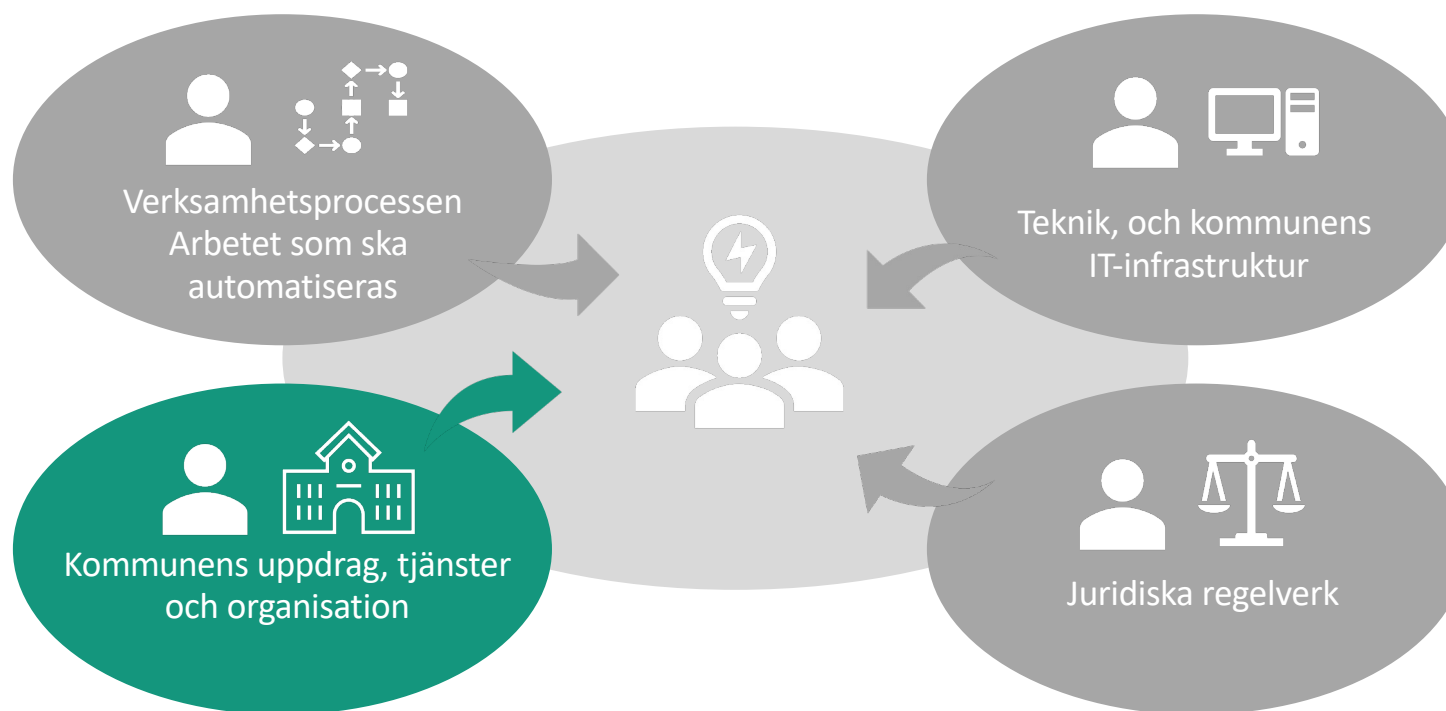 Verksamhetsprocessen
Arbetet som ska
automatiseras
Teknik, och kommunens
IT-infrastruktur
Kommunens uppdrag, tjänster
och organisation
Juridiska regelverk